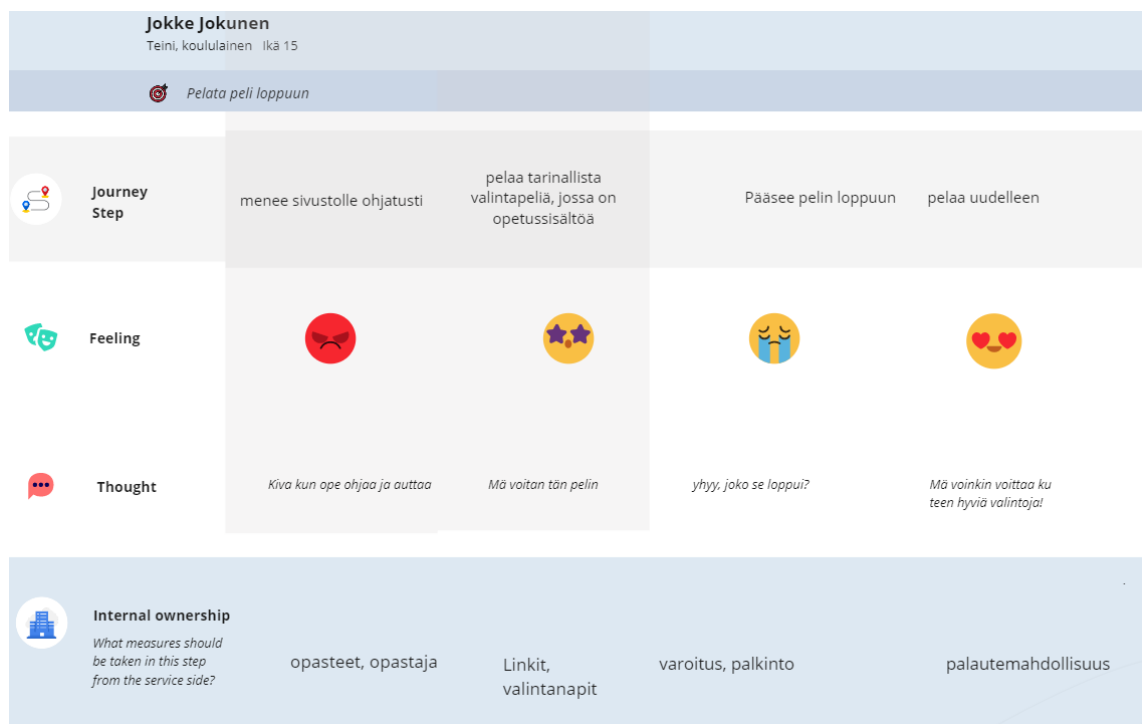 Jokke Jokunen
Teini, koululainen Ikä 15
Pelata peli loppuun
Journey
Step
menee sivustolle ohjatusti
pelaa tarinallista
valintapeliä, jossa on
opetussisältöä
Pääsee pelin loppuun
pelaa uudelleen
Feeling
Thought
Kiva kun ope ohjaa ja auttaa
Mä voitan tän pelin
yhyy, joko se loppui?
Mä voinkin voittaa ku
teen hyviä valintoja!
Internal ownership
What measures should
be taken in this step
from the service side?
opasteet, opastaja
Linkit,
valintanapit
varoitus, palkinto
palautemahdollisuus